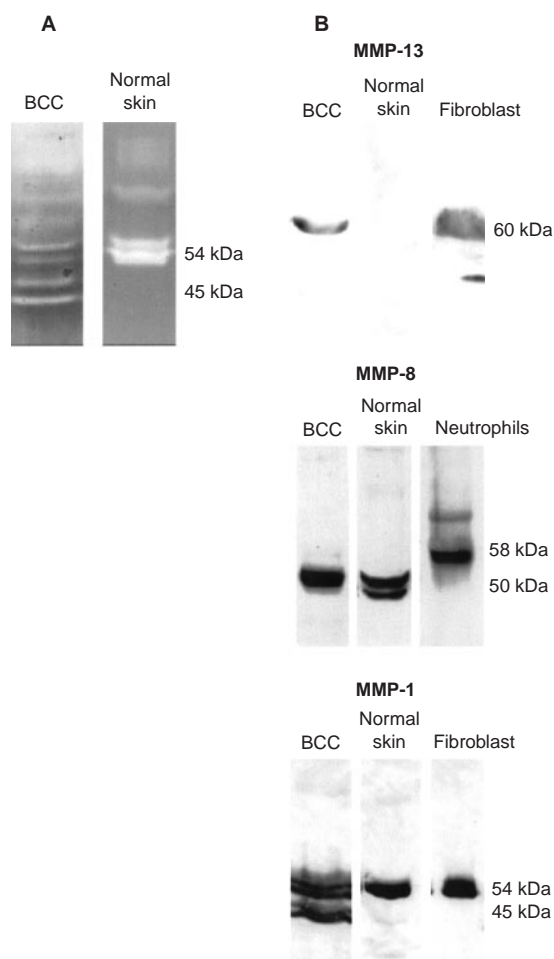 A
BCC
Normal
skin
54 kDa
45 kDa
B
MMP-13
BCC
Normal
skin
Fibroblast
60 kDa
MMP-8
BCC
Normal
skin
Neutrophils
58 kDa
50 kDa
MMP-1
BCC
Normal
skin
Fibroblast
54 kDa
45 kDa